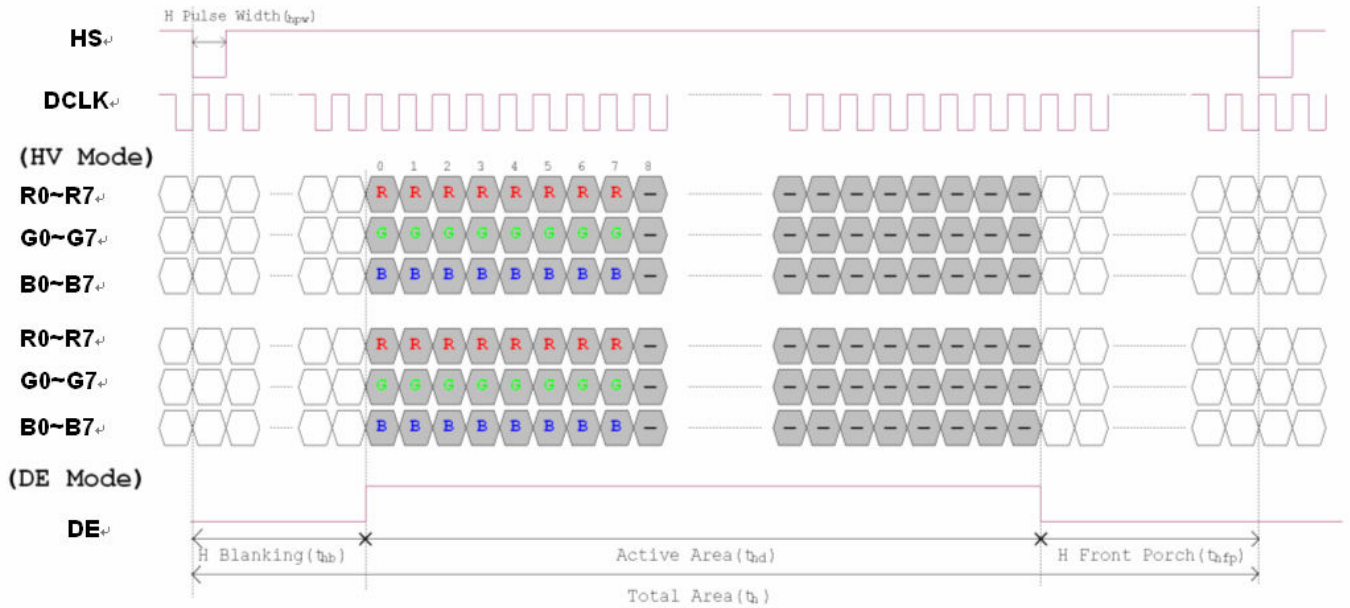 H Pulse Width(hpw)
HS
DCLK
(HV Mode)
0 1 2 3 4 5 6 7 8
R0~R7 R R R R R R R R - - - - - - - - -
G0~G7 G G G G G G G G - - - - - - - - -
B0~B7 B B B B B B B B - - - - - - - - -
R0~R7 R R R R R R R R - - - - - - - - -
G0~G7 G G G G G G G G - - - - - - - - -
B0~B7 B B B B B B B B - - - - - - - - -
(DE Mode)
DE
H Blanking(thb) Active Area(thd) H Front Porch(thfp)
Total Area(th)